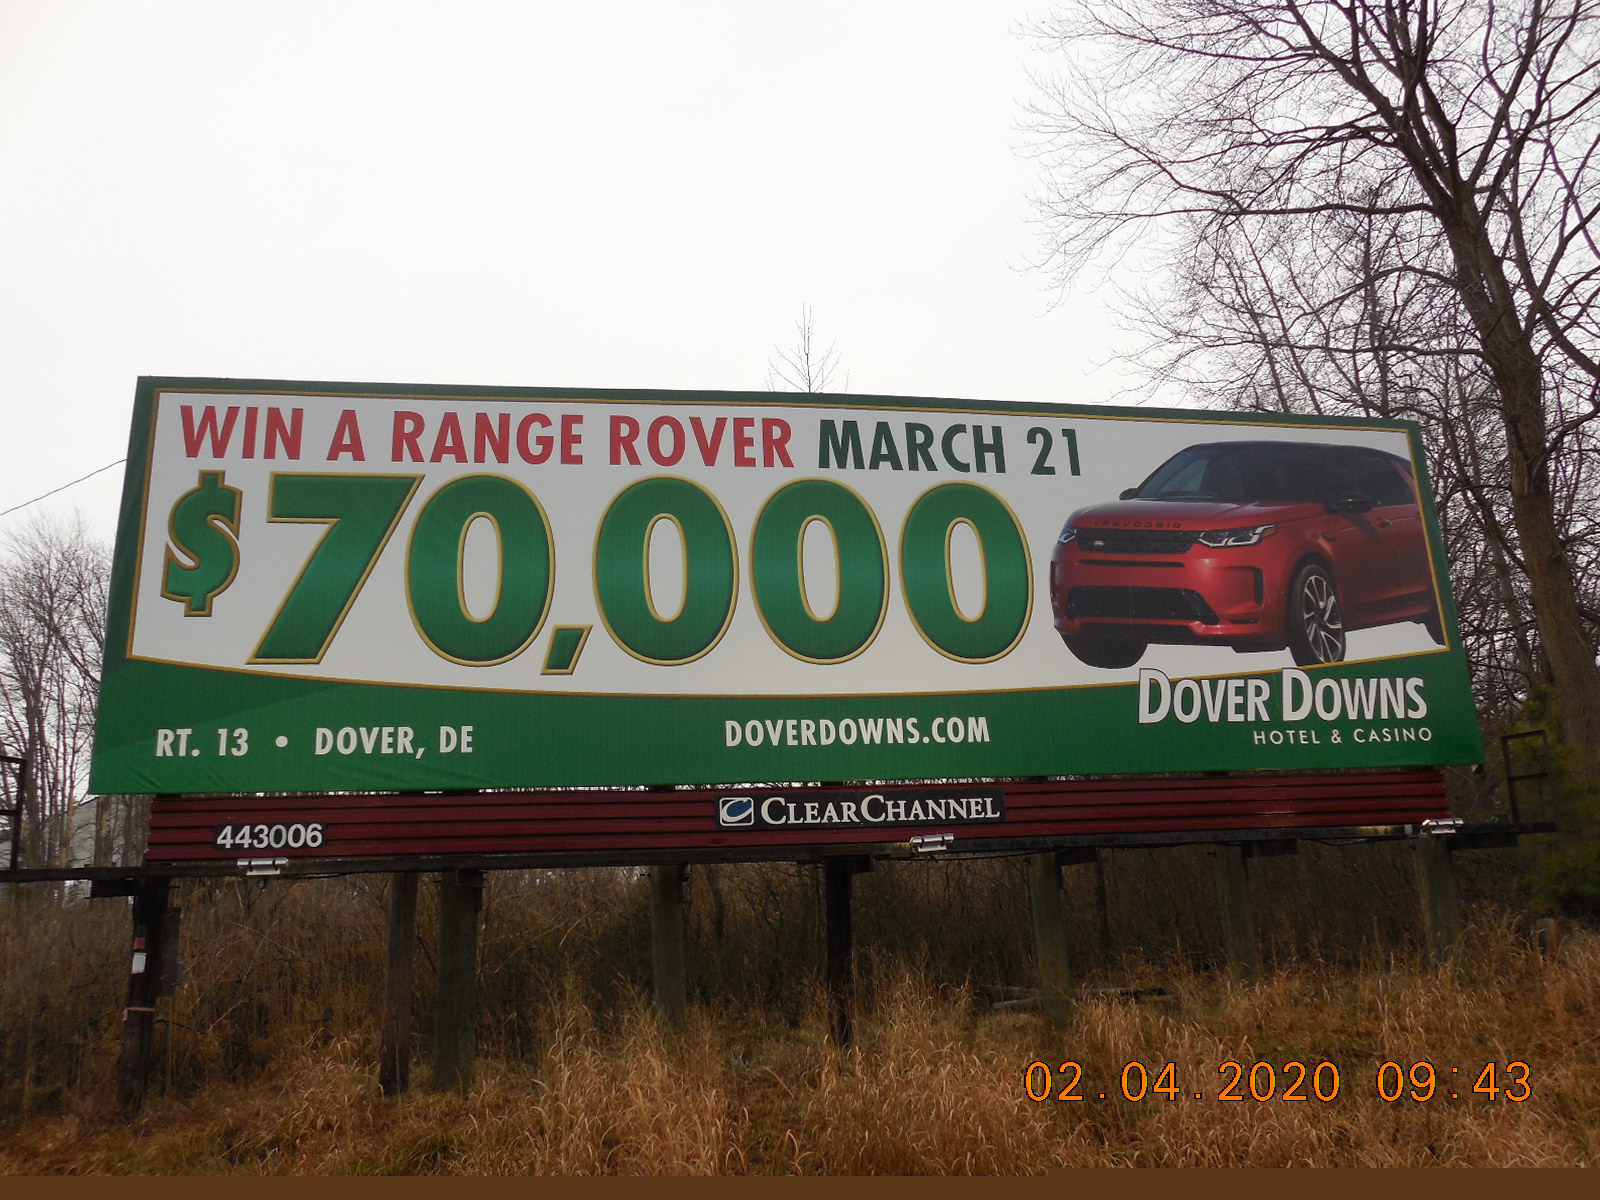 WIN A RANGE ROVER MARCH 21
$70,000
DOVER DOWNS
HOTEL & CASINO
RT. 13 • DOVER, DE
DOVERDOWNS.COM
CLEARCHANNEL
443006
02.04.2020 09:43